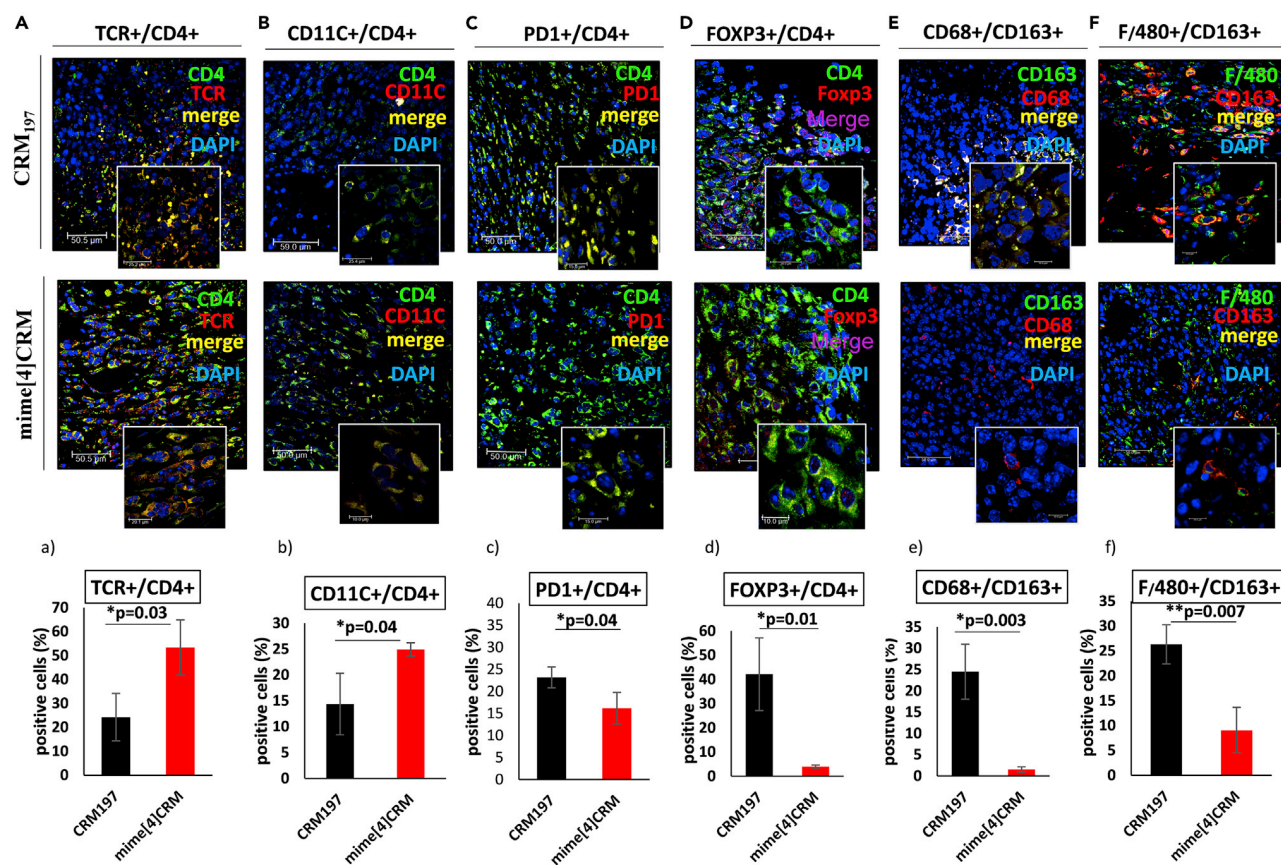 A
TCR+/CD4+
B
CD11C+/CD4+
C
PD1+/CD4+
D
FOXP3+/CD4+
E
CD68+/CD163+
F
F/480+/CD163+
CRM197
CD4
TCR
merge
DAPI
50.5 µm
CD4
CD11C
merge
DAPI
59.0 µm
25.4 µm
CD4
PD1
merge
DAPI
50.0 µm
CD4
Foxp3
Merge
DAPI
CD163
CD68
merge
DAPI
F/480
CD163
merge
DAPI
mime[4]CRM
CD4
TCR
merge
DAPI
50.5 µm
20.1 µm
CD4
CD11C
merge
DAPI
10.0 µm
CD4
PD1
merge
DAPI
50.0 µm
15.0 µm
CD4
Foxp3
Merge
DAPI
10.0 µm
CD163
CD68
merge
DAPI
F/480
CD163
merge
DAPI
a)
TCR+/CD4+
*p=0.03
positive cells (%)
70
60
50
40
30
20
10
0
CRM197
mime[4]CRM
b)
CD11C+/CD4+
*p=0.04
positive cells (%)
30
25
20
15
10
5
0
CRM197
mime[4]CRM
c)
PD1+/CD4+
*p=0.04
positive cells (%)
40
35
30
25
20
15
10
5
0
CRM197
mime[4]CRM
d)
FOXP3+/CD4+
*p=0.01
positive cells (%)
60
50
40
30
20
10
0
CRM197
mime[4]CRM
e)
CD68+/CD163+
*p=0.003
positive cells (%)
35
30
25
20
15
10
5
0
CRM197
mime[4]CRM
f)
F/480+/CD163+
**p=0.007
positive cells (%)
35
30
25
20
15
10
5
0
CRM197
mime[4]CRM